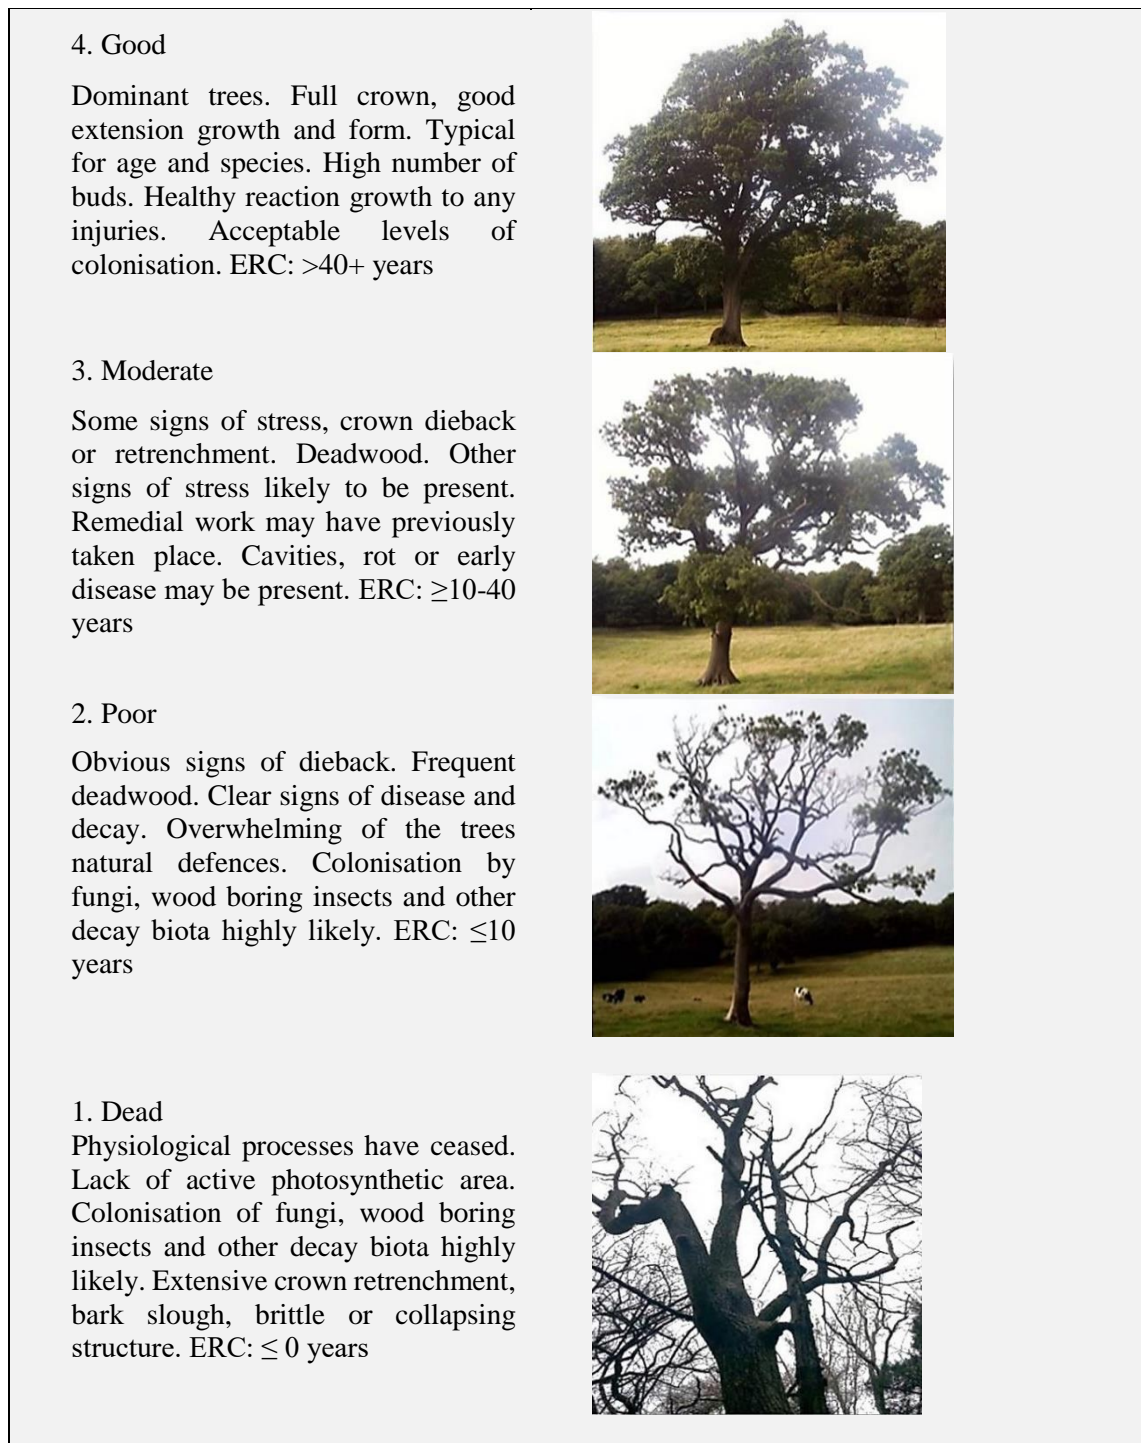 4. Good
Dominant trees. Full crown, good
extension growth and form. Typical
for age and species. High number of
buds. Healthy reaction growth to any
injuries. Acceptable levels of
colonisation. ERC: >40+ years
3. Moderate
Some signs of stress, crown dieback
or retrenchment. Deadwood. Other
signs of stress likely to be present.
Remedial work may have previously
taken place. Cavities, rot or early
disease may be present. ERC: ≥10-40
years
2. Poor
Obvious signs of dieback. Frequent
deadwood. Clear signs of disease and
decay. Overwhelming of the trees
natural defences. Colonisation by
fungi, wood boring insects and other
decay biota highly likely. ERC: ≤10
years
1. Dead
Physiological processes have ceased.
Lack of active photosynthetic area.
Colonisation of fungi, wood boring
insects and other decay biota highly
likely. Extensive crown retrenchment,
bark slough, brittle or collapsing
structure. ERC: ≤ 0 years